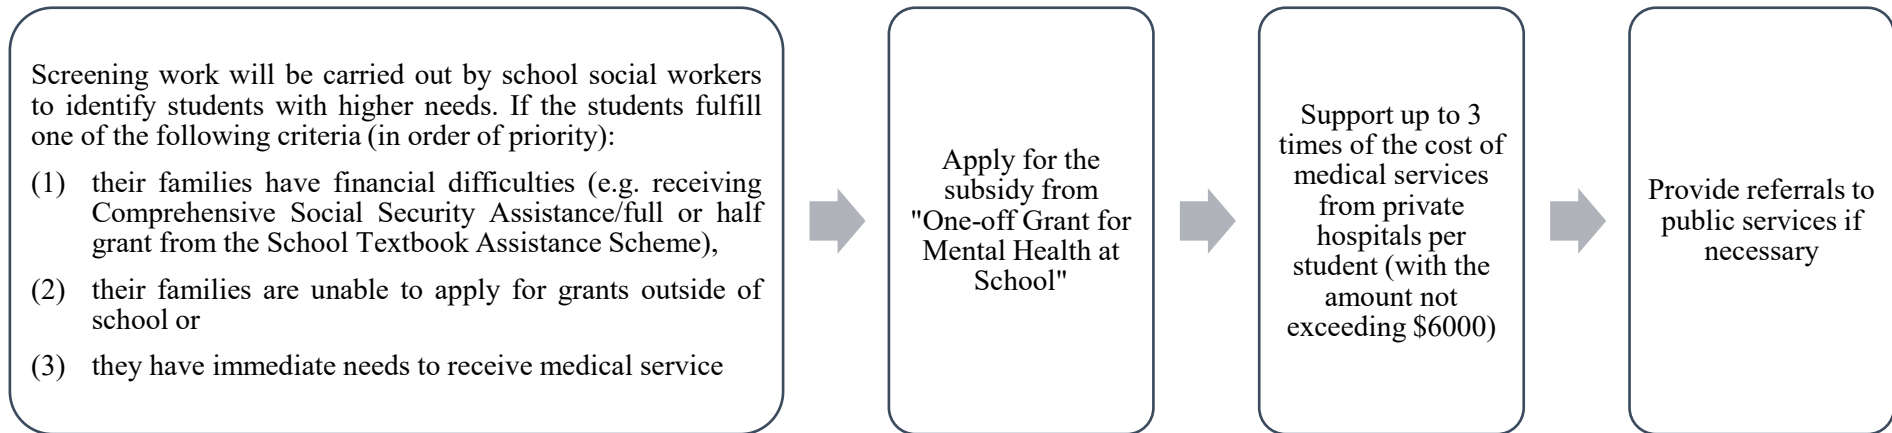 Screening work will be carried out by school social workers
to identify students with higher needs. If the students fulfill
one of the following criteria (in order of priority):
(1) their families have financial difficulties (e.g. receiving
Comprehensive Social Security Assistance/full or half
grant from the School Textbook Assistance Scheme),
(2) their families are unable to apply for grants outside of
school or
(3) they have immediate needs to receive medical service
Apply for the
subsidy from
"One-off Grant for
Mental Health at
School"
Support up to 3
times of the cost of
medical services
from private
hospitals per
student (with the
amount not
exceeding $6000)
Provide referrals to
public services if
necessary